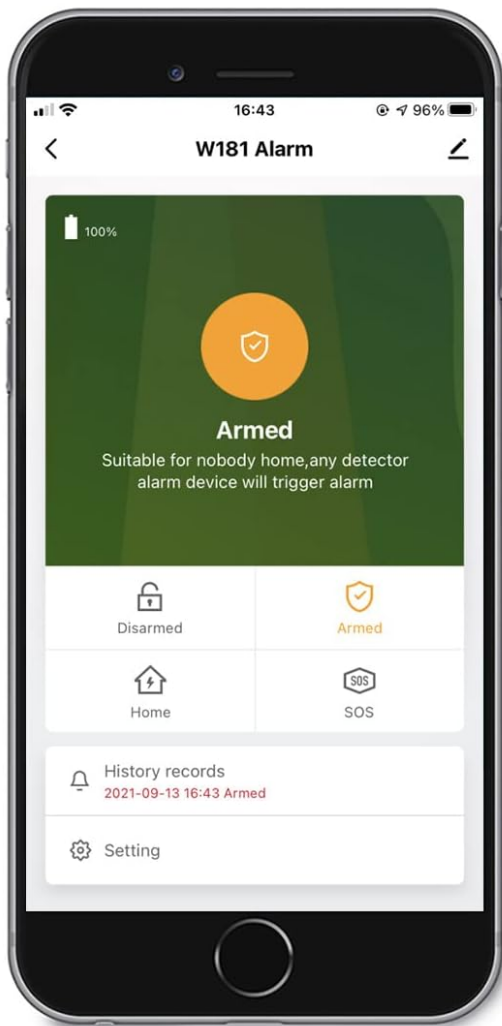 16:43
96%
W181 Alarm
100%
Armed
Suitable for nobody home,any detector
alarm device will trigger alarm
Disarmed
Armed
Home
SOS
SOS
History records
2021-09-13 16:43 Armed
Setting